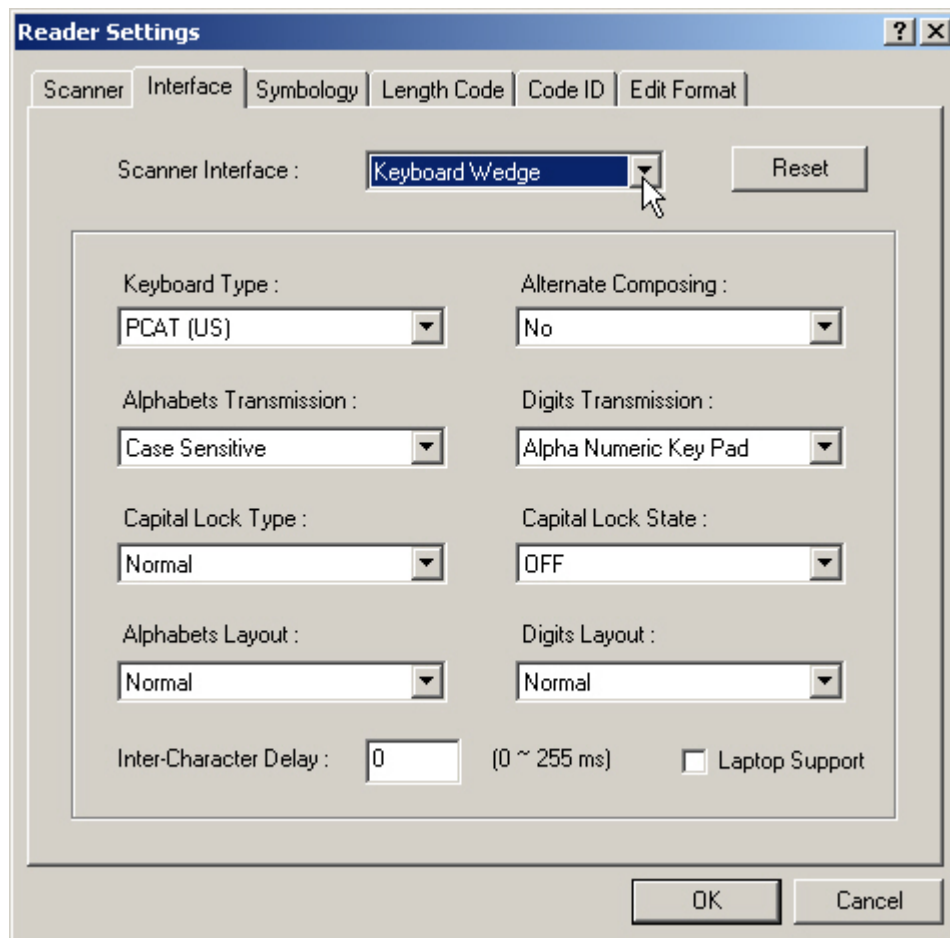 Reader Settings
Scanner Interface Symbology Length Code Code ID Edit Format
Scanner Interface : Keyboard Wedge Reset
Keyboard Type : Alternate Composing :
PCAT (US) No
Alphabets Transmission : Digits Transmission :
Case Sensitive Alpha Numeric Key Pad
Capital Lock Type : Capital Lock State :
Normal OFF
Alphabets Layout : Digits Layout :
Normal Normal
Inter-Character Delay : 0 (0 ~ 255 ms) Laptop Support
OK Cancel